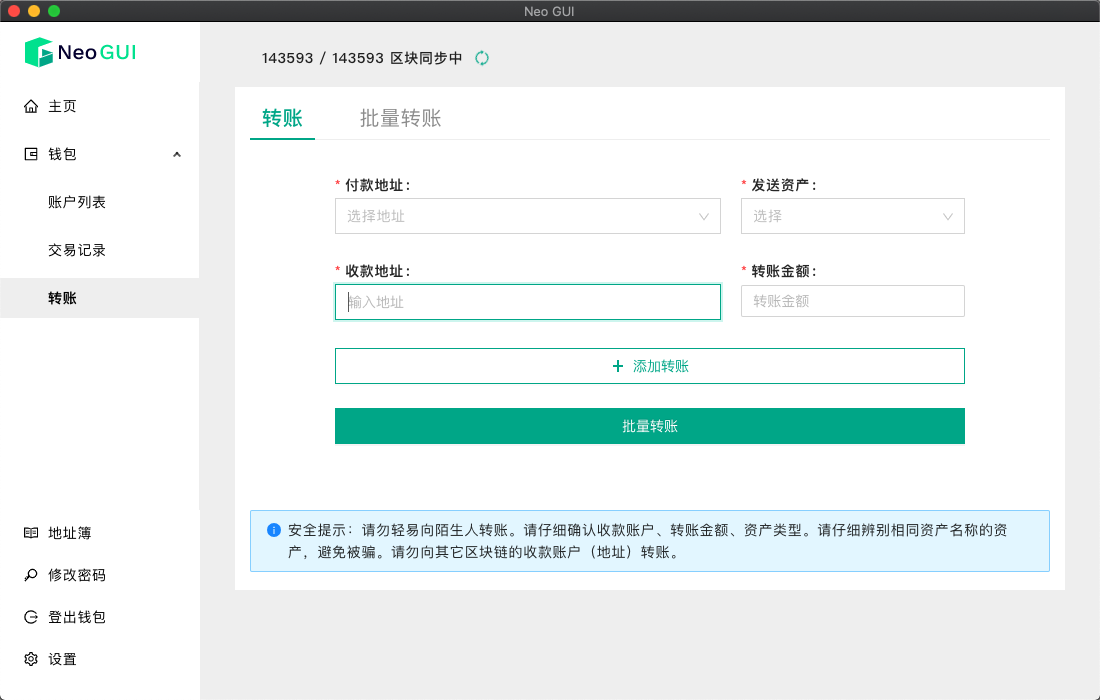 Neo GUI
Neo GUI
143593 / 143593 区块同步中
主页
钱包
账户列表
交易记录
转账
地址簿
修改密码
登出钱包
设置
转账
批量转账
* 付款地址:
* 发送资产:
选择地址
选择
* 收款地址:
* 转账金额:
输入地址
转账金额
+ 添加转账
批量转账
安全提示：请勿轻易向陌生人转账。请仔细确认收款账户、转账金额、资产类型。请仔细辨别相同资产名称的资
产，避免被骗。请勿向其它区块链的收款账户（地址）转账。